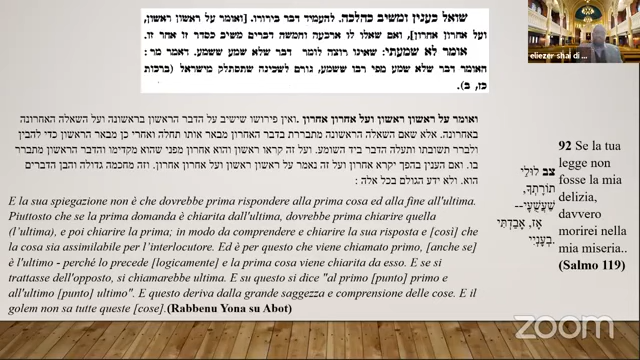 שואל כענין ומשיב כהלכה. להעמיד דבר בירורו. [ואומר על ראשון ראשון,
ועל אחרון אחרון], ואם שאלו לו ארבעה וחמשה דברים משיב כסדר זו אחר זו.
אומר לא שמעתי: שאינו רוצה לומר דבר שלא שמע ששמע. דאמר מר:
האומר דבר שלא שמע מפי רבו ששמע, גורם לשכינה שתסתלק מישראל (ברכות
כז, ב).
ואומר על ראשון ראשון ועל אחרון אחרון. ואין פירושו שישיב על הדבר הראשון בראשונה ועל השאלה האחרונה
באחרונה. אלא שאם השאלה הראשונה מתבררת בדבר האחרון מבאר אותו תחלה ואחרי כן מבאר הראשון כדי להבין
ולברר תשובתו ותעלה הדבר ביד השומע. ועל זה קראו ראשון והוא אחרון מפני שהוא מקדימו והדבר הראשון מתברר
בו. ואם הענין בהפך יקרא אחרון ועל זה נאמר על ראשון ראשון ועל אחרון אחרון. וזה מחכמה גדולה והבן הדברים
הוא. ולא ידע הגולם בכל אלה :
E la sua spiegazione non è che dovrebbe prima rispondere alla prima cosa ed alla fine all'ultima.
Piuttosto che se la prima domanda è chiarita dall'ultima, dovrebbe prima chiarire quella
(l'ultima), e poi chiarire la prima; in modo da comprendere e chiarire la sua risposta e [così] che
la cosa sia assimilabile per l'interlocutore. Ed è per questo che viene chiamato primo, [anche se]
è l'ultimo - perché lo precede [logicamente] e la prima cosa viene chiarita da esso. E se si
trattasse dell'opposto, si chiamerebbe ultima. E su questo si dice "al primo [punto] primo e
all'ultimo [punto] ultimo". E questo deriva dalla grande saggezza e comprensione delle cose. E il
golem non sa tutte queste [cose].(Rabbenu Yona su Abot)
צב לוּלֵי
תוֹרָתְךָ,
שַׁעֲשֻׁעָי--
אָז, אָבַדְתִּי
בְעָנְיִי.
92 Se la tua
legge non
fosse la mia
delizia,
davvero
morirei nella
mia miseria..
(Salmo 119)
eliezer shai di ...
zoom